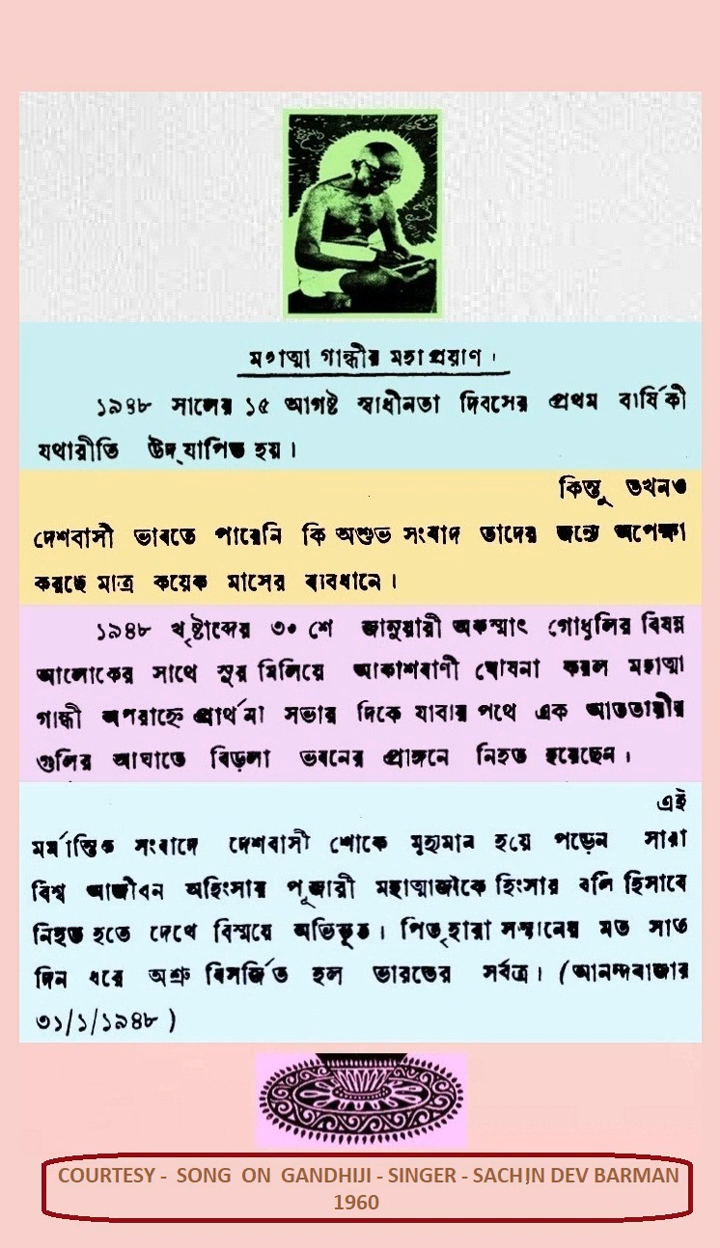 মহাত্মা গান্ধীর মহাপ্রয়াণ।
১৯৪৮ সালের ১৫ আগষ্ট স্বাধীনতা দিবসের প্রথম বার্ষিকী
যথারীতি উদ্‌যাপিত হয়।
কিন্তু তখনও
দেশবাসী ভাবতে পারেনি কি অশুভ সংবাদ তাদের জন্যে অপেক্ষা
করছে মাত্র কয়েক মাসের ব্যবধানে।
১৯৪৮ খৃষ্টাব্দের ৩০ শে জানুয়ারী অকস্মাৎ গোধুলির বিষন্ন
আলোকের সাথে সুর মিলিয়ে আকাশবাণী ঘোষনা করল মহাত্মা
গান্ধী অপরাহ্নে প্রার্থনা সভার দিকে যাবার পথে এক আততায়ীর
গুলির আঘাতে বিড়লা ভবনের প্রাঙ্গনে নিহত হয়েছেন।
এই
মর্মান্তিক সংবাদে দেশবাসী শোকে মুহ্যমান হয়ে পড়েন সারা
বিশ্ব আজীবন অহিংসার পূজারী মহাত্মাজীকে হিংসার বলি হিসাবে
নিহত হতে দেখে বিস্ময়ে অভিভূত। পিতৃহারা সন্তানের মত সাত
দিন ধরে অশ্রু বিসর্জিত হল ভারতের সর্বত্র। (আনন্দবাজার
৩১/১/১৯৪৮)
COURTESY - SONG ON GANDHIJI - SINGER - SACHJN DEV BARMAN
1960